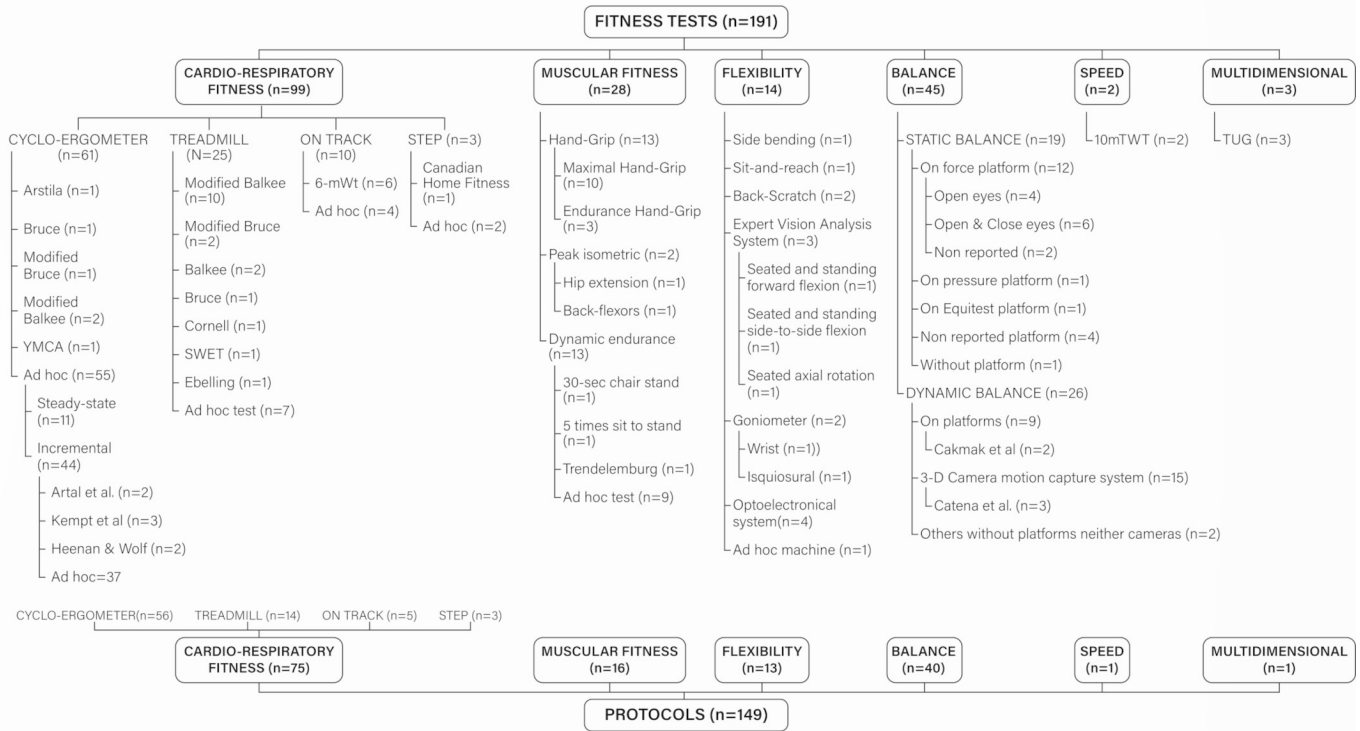 FITNESS TESTS (n=191)
CARDIO-RESPIRATORY
FITNESS (n=99)
CYCLO-ERGOMETER
(n=61)
Arstila (n=1)
Bruce (n=1)
Modified
Bruce (n=1)
Modified
Balkee (n=2)
YMCA (n=1)
Ad hoc (n=55)
Steady-state
(n=11)
Incremental
(n=44)
Artal et al. (n=2)
Kempt et al (n=3)
Heenan & Wolf (n=2)
Ad hoc=37
TREADMILL
(N=25)
Modified Balkee
(n=10)
Modified Bruce
(n=2)
Balkee (n=2)
Bruce (n=1)
Cornell (n=1)
SWET (n=1)
Ebelling (n=1)
Ad hoc test (n=7)
ON TRACK
(n=10)
6-mWt (n=6)
Ad hoc (n=4)
STEP (n=3)
Canadian
Home Fitness
(n=1)
Ad hoc (n=2)
MUSCULAR FITNESS
(n=28)
Hand-Grip (n=13)
Maximal Hand-Grip
(n=10)
Endurance Hand-Grip
(n=3)
Peak isometric (n=2)
Hip extension (n=1)
Back-flexors (n=1)
Dynamic endurance
(n=13)
30-sec chair stand
(n=1)
5 times sit to stand
(n=1)
Trendelemburg (n=1)
Ad hoc test (n=9)
FLEXIBILITY
(n=14)
Side bending (n=1)
Sit-and-reach (n=1)
Back-Scratch (n=2)
Expert Vision Analysis
System (n=3)
Seated and standing
forward flexion (n=1)
Seated and standing
side-to-side flexion
(n=1)
Seated axial rotation
(n=1)
Goniometer (n=2)
Wrist (n=1))
Isquiosural (n=1)
Optoelectronical
system(n=4)
Ad hoc machine (n=1)
BALANCE
(n=45)
STATIC BALANCE (n=19)
On force platform (n=12)
Open eyes (n=4)
Open & Close eyes (n=6)
Non reported (n=2)
On pressure platform (n=1)
On Equitest platform (n=1)
Non reported platform (n=4)
Without platform (n=1)
DYNAMIC BALANCE (n=26)
On platforms (n=9)
Cakmak et al (n=2)
3-D Camera motion capture system (n=15)
Catena et al. (n=3)
Others without platforms neither cameras (n=2)
SPEED
(n=2)
10mTWT (n=2)
MULTIDIMENSIONAL
(n=3)
TUG (n=3)
CYCLO-ERGOMETER(n=56)
TREADMILL (n=14)
ON TRACK (n=5)
STEP (n=3)
CARDIO-RESPIRATORY
FITNESS (n=75)
MUSCULAR FITNESS
(n=16)
FLEXIBILITY
(n=13)
BALANCE
(n=40)
SPEED
(n=1)
MULTIDIMENSIONAL
(n=1)
PROTOCOLS (n=149)